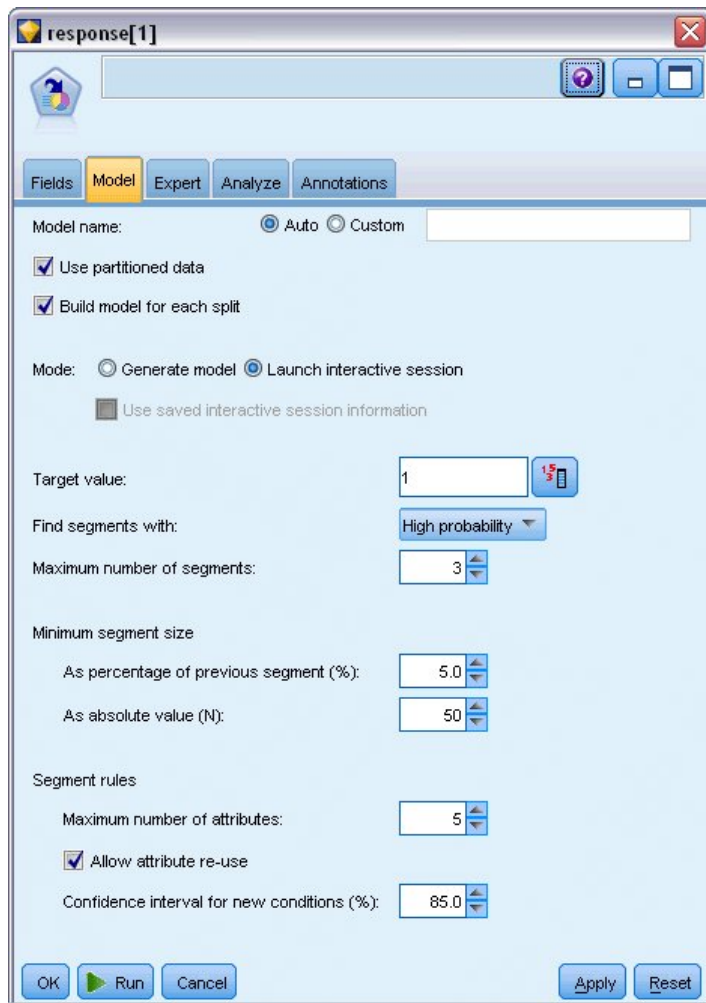 response[1]
Fields Model Expert Analyze Annotations
Model name: Auto Custom
Use partitioned data
Build model for each split
Mode: Generate model Launch interactive session
Use saved interactive session information
Target value: 1
Find segments with: High probability
Maximum number of segments: 3
Minimum segment size
As percentage of previous segment (%): 5.0
As absolute value (N): 50
Segment rules
Maximum number of attributes: 5
Allow attribute re-use
Confidence interval for new conditions (%): 85.0
OK Run Cancel Apply Reset